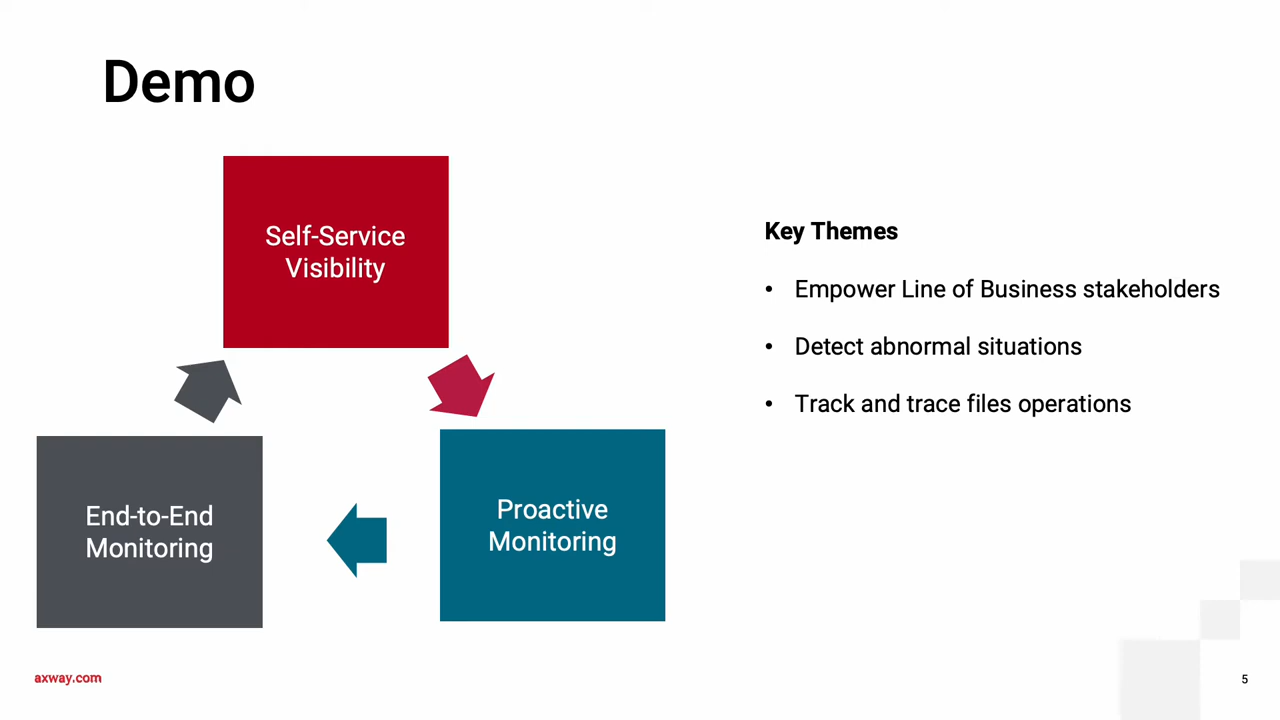 Demo
Self-Service
Visibility
End-to-End
Monitoring
Proactive
Monitoring
Key Themes
• Empower Line of Business stakeholders
• Detect abnormal situations
• Track and trace files operations
axway.com
5